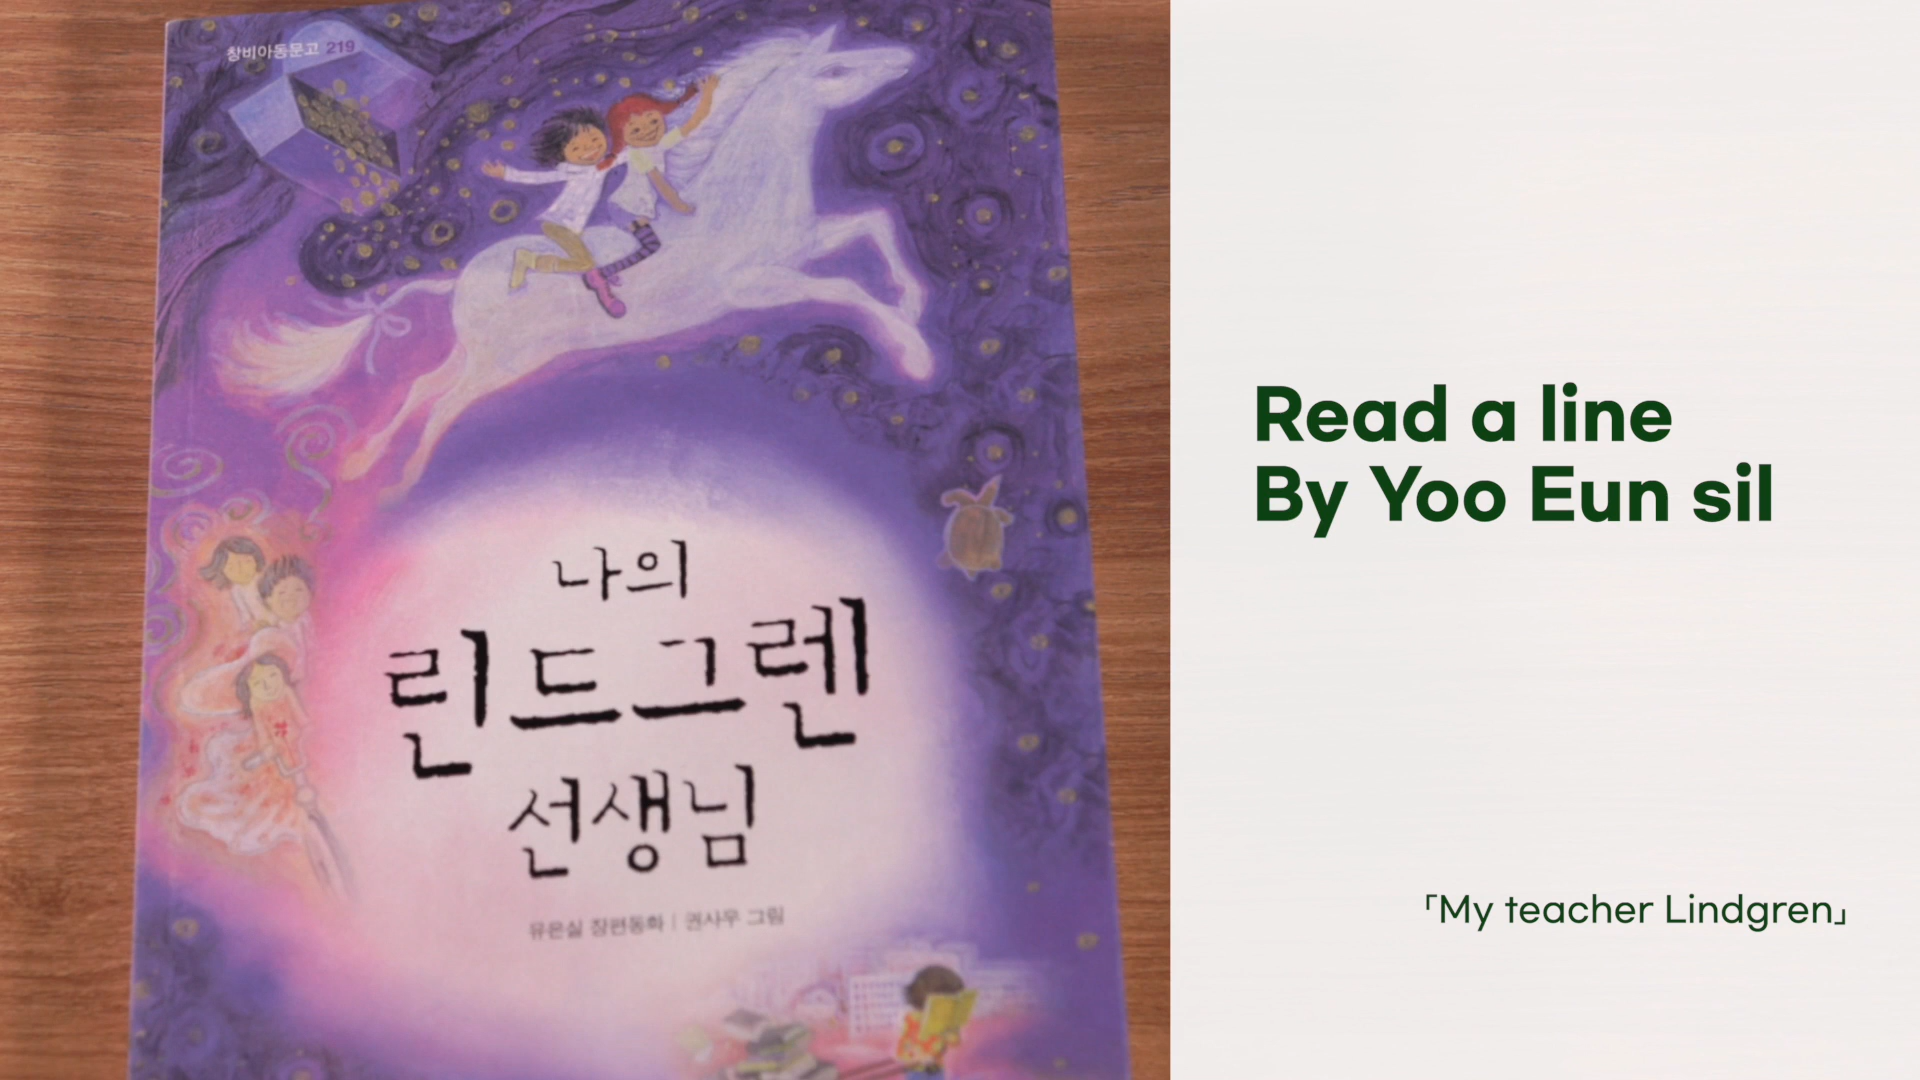 창비아동문고 219
나의
린드그렌
선생님
유은실 장편동화 | 권사우 그림
Read a line
By Yoo Eun sil
「My teacher Lindgren」